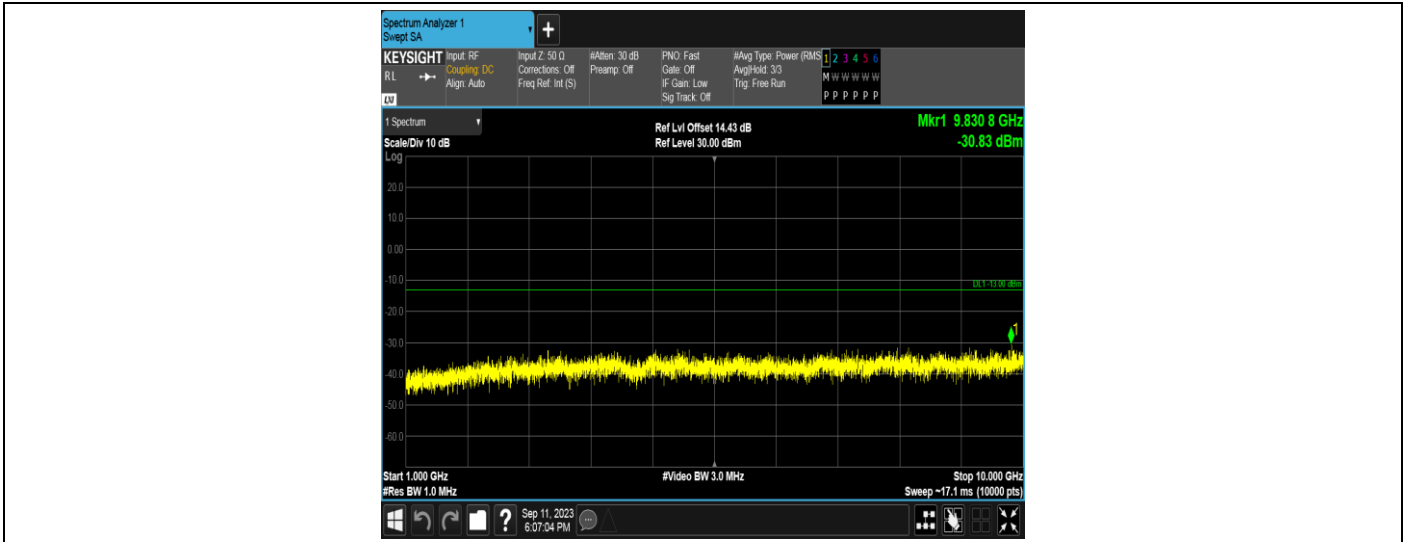 Spectrum Analyzer 1
Swept SA
+
KEYSIGHT
RL
LXI
Input: RF
Coupling: DC
Align: Auto
Input Z: 50 Ω
Corrections: Off
Freq Ref: Int (S)
#Atten: 30 dB
Preamp: Off
PNO: Fast
Gate: Off
IF Gain: Low
Sig Track: Off
#Avg Type: Power (RMS
Avg|Hold: 3/3
Trig: Free Run
1 2 3 4 5 6
M W W W W W
P P P P P P
1 Spectrum
Scale/Div 10 dB
Ref Lvl Offset 14.43 dB
Ref Level 30.00 dBm
Mkr1 9.830 8 GHz
-30.83 dBm
Log
20.0
10.0
0.00
-10.0
DL1 -13.00 dBm
-20.0
1
-30.0
-40.0
-50.0
-60.0
Start 1.000 GHz
#Video BW 3.0 MHz
Stop 10.000 GHz
#Res BW 1.0 MHz
Sweep ~17.1 ms (10000 pts)
?
Sep 11, 2023
6:07:04 PM